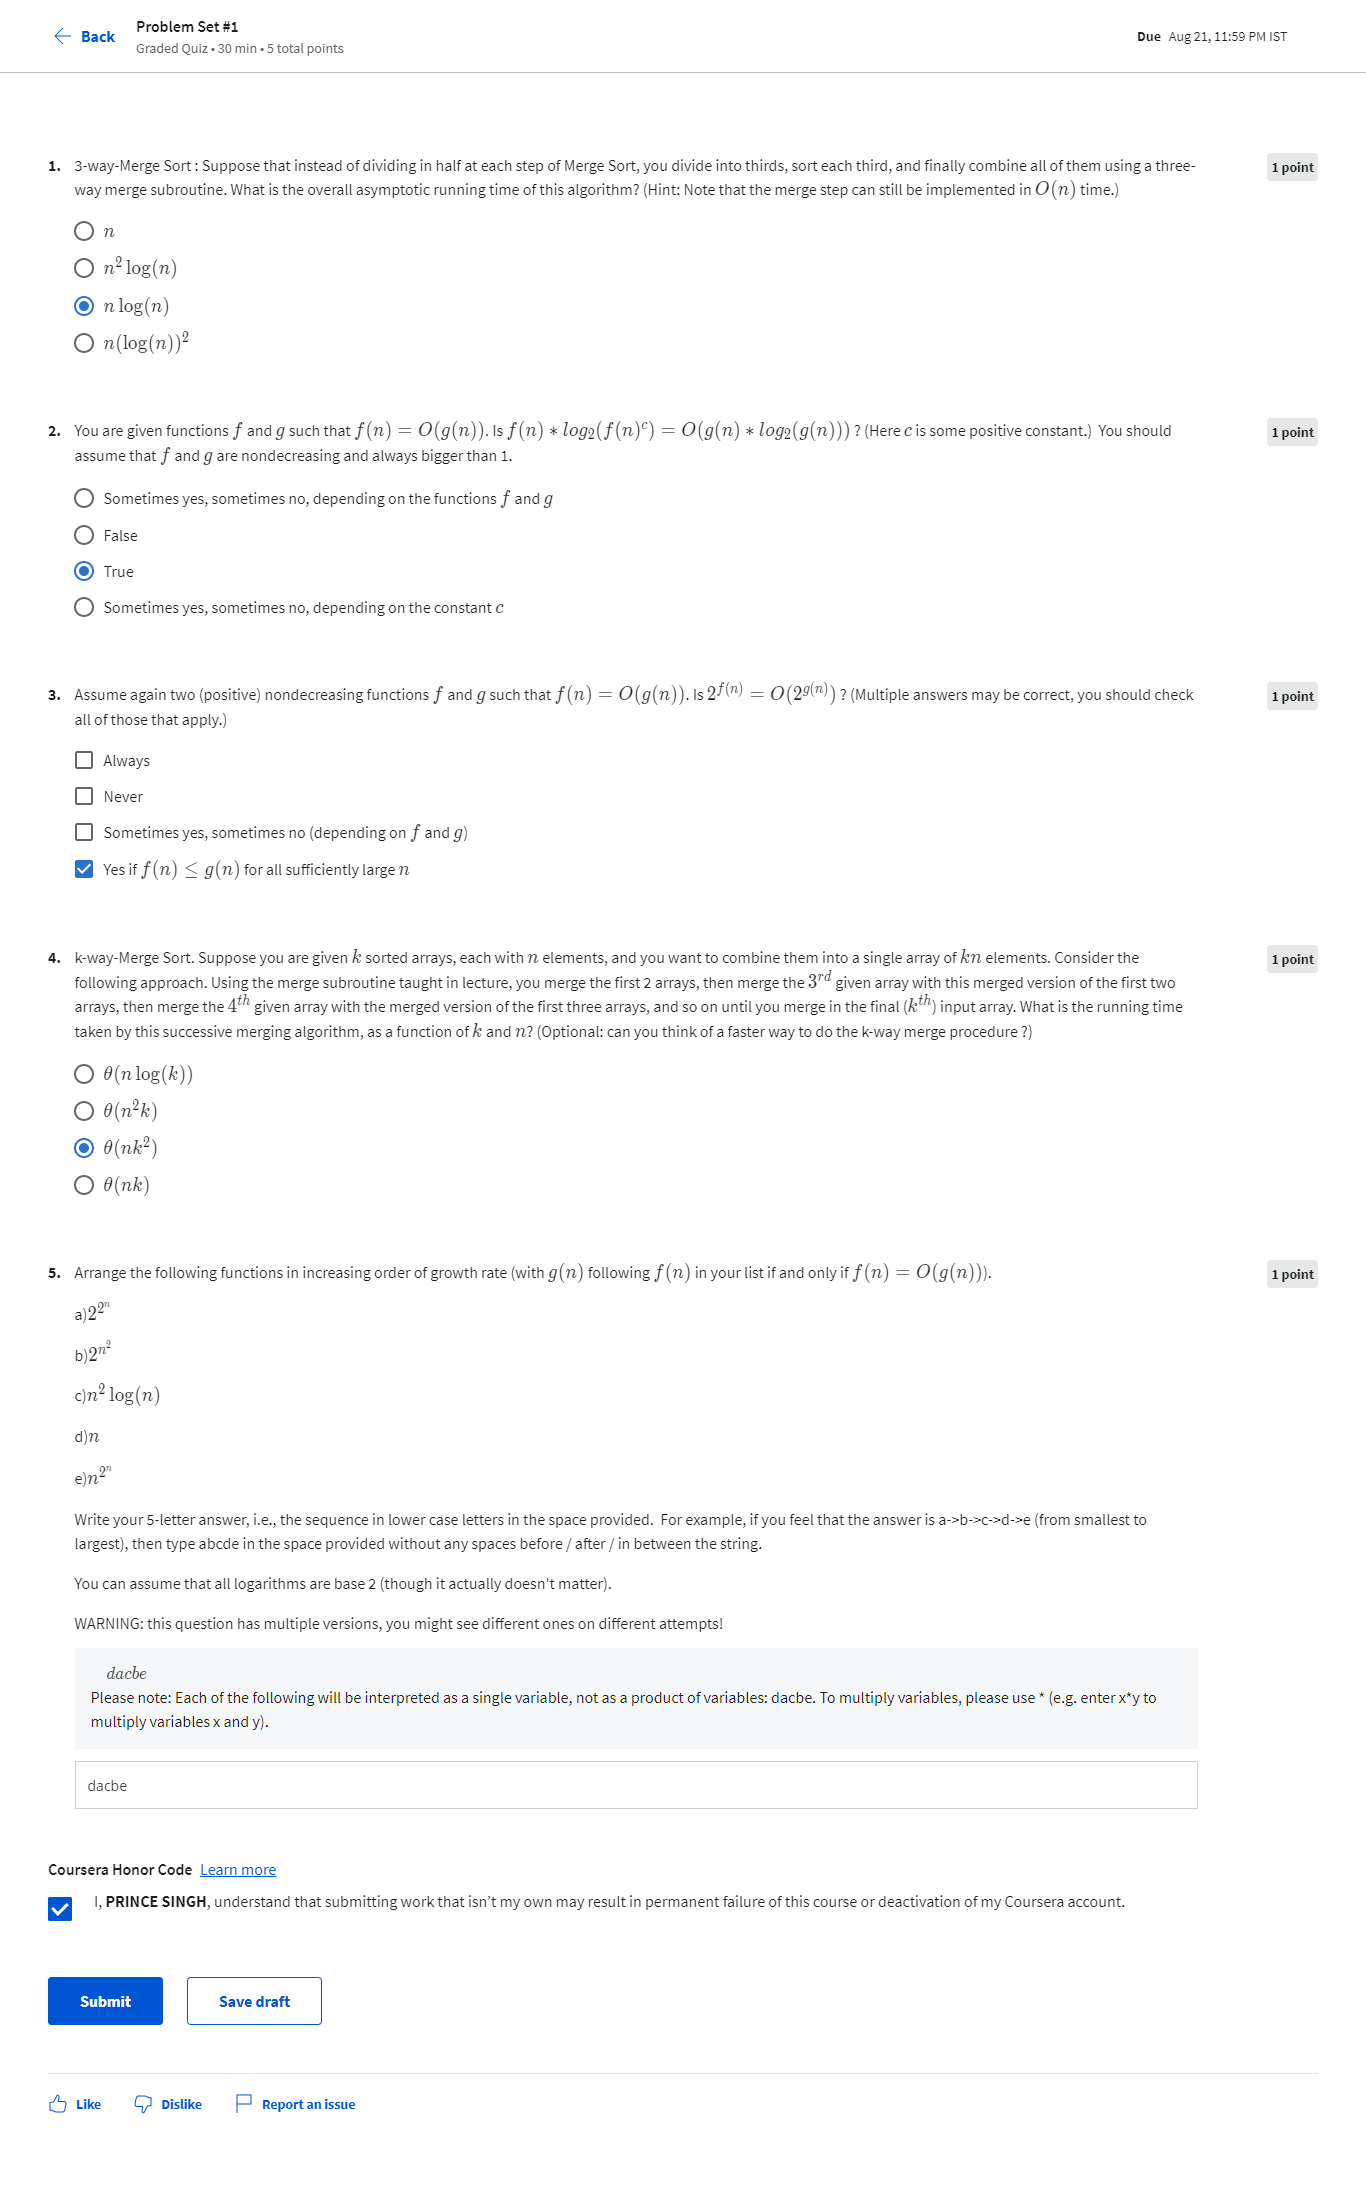 Back
Problem Set #1
Graded Quiz • 30 min • 5 total points
Due Aug 21, 11:59 PM IST
1. 3-way-Merge Sort : Suppose that instead of dividing in half at each step of Merge Sort, you divide into thirds, sort each third, and finally combine all of them using a three-
way merge subroutine. What is the overall asymptotic running time of this algorithm? (Hint: Note that the merge step can still be implemented in O(n) time.)
1 point
n
n² log(n)
n log(n)
n(log(n))²
2. You are given functions f and g such that f(n) = O(g(n)). Is f(n) ∗ log₂(f(n)ᶜ) = O(g(n) ∗ log₂(g(n))) ? (Here c is some positive constant.) You should
assume that f and g are nondecreasing and always bigger than 1.
1 point
Sometimes yes, sometimes no, depending on the functions f and g
False
True
Sometimes yes, sometimes no, depending on the constant c
3. Assume again two (positive) nondecreasing functions f and g such that f(n) = O(g(n)). Is 2^f(n) = O(2^g(n)) ? (Multiple answers may be correct, you should check
all of those that apply.)
1 point
Always
Never
Sometimes yes, sometimes no (depending on f and g)
Yes if f(n) ≤ g(n) for all sufficiently large n
4. k-way-Merge Sort. Suppose you are given k sorted arrays, each with n elements, and you want to combine them into a single array of kn elements. Consider the
following approach. Using the merge subroutine taught in lecture, you merge the first 2 arrays, then merge the 3^rd given array with this merged version of the first two
arrays, then merge the 4^th given array with the merged version of the first three arrays, and so on until you merge in the final (k^th) input array. What is the running time
taken by this successive merging algorithm, as a function of k and n? (Optional: can you think of a faster way to do the k-way merge procedure ?)
1 point
θ(n log(k))
θ(n²k)
θ(nk²)
θ(nk)
5. Arrange the following functions in increasing order of growth rate (with g(n) following f(n) in your list if and only if f(n) = O(g(n))).
1 point
a)2^2^n
b)2^n^2
c)n² log(n)
d)n
e)n^2^n
Write your 5-letter answer, i.e., the sequence in lower case letters in the space provided. For example, if you feel that the answer is a->b->c->d->e (from smallest to
largest), then type abcde in the space provided without any spaces before / after / in between the string.
You can assume that all logarithms are base 2 (though it actually doesn't matter).
WARNING: this question has multiple versions, you might see different ones on different attempts!
dacbe
Please note: Each of the following will be interpreted as a single variable, not as a product of variables: dacbe. To multiply variables, please use * (e.g. enter x*y to
multiply variables x and y).
dacbe
Coursera Honor Code Learn more
I, PRINCE SINGH, understand that submitting work that isn’t my own may result in permanent failure of this course or deactivation of my Coursera account.
Submit
Save draft
Like
Dislike
Report an issue